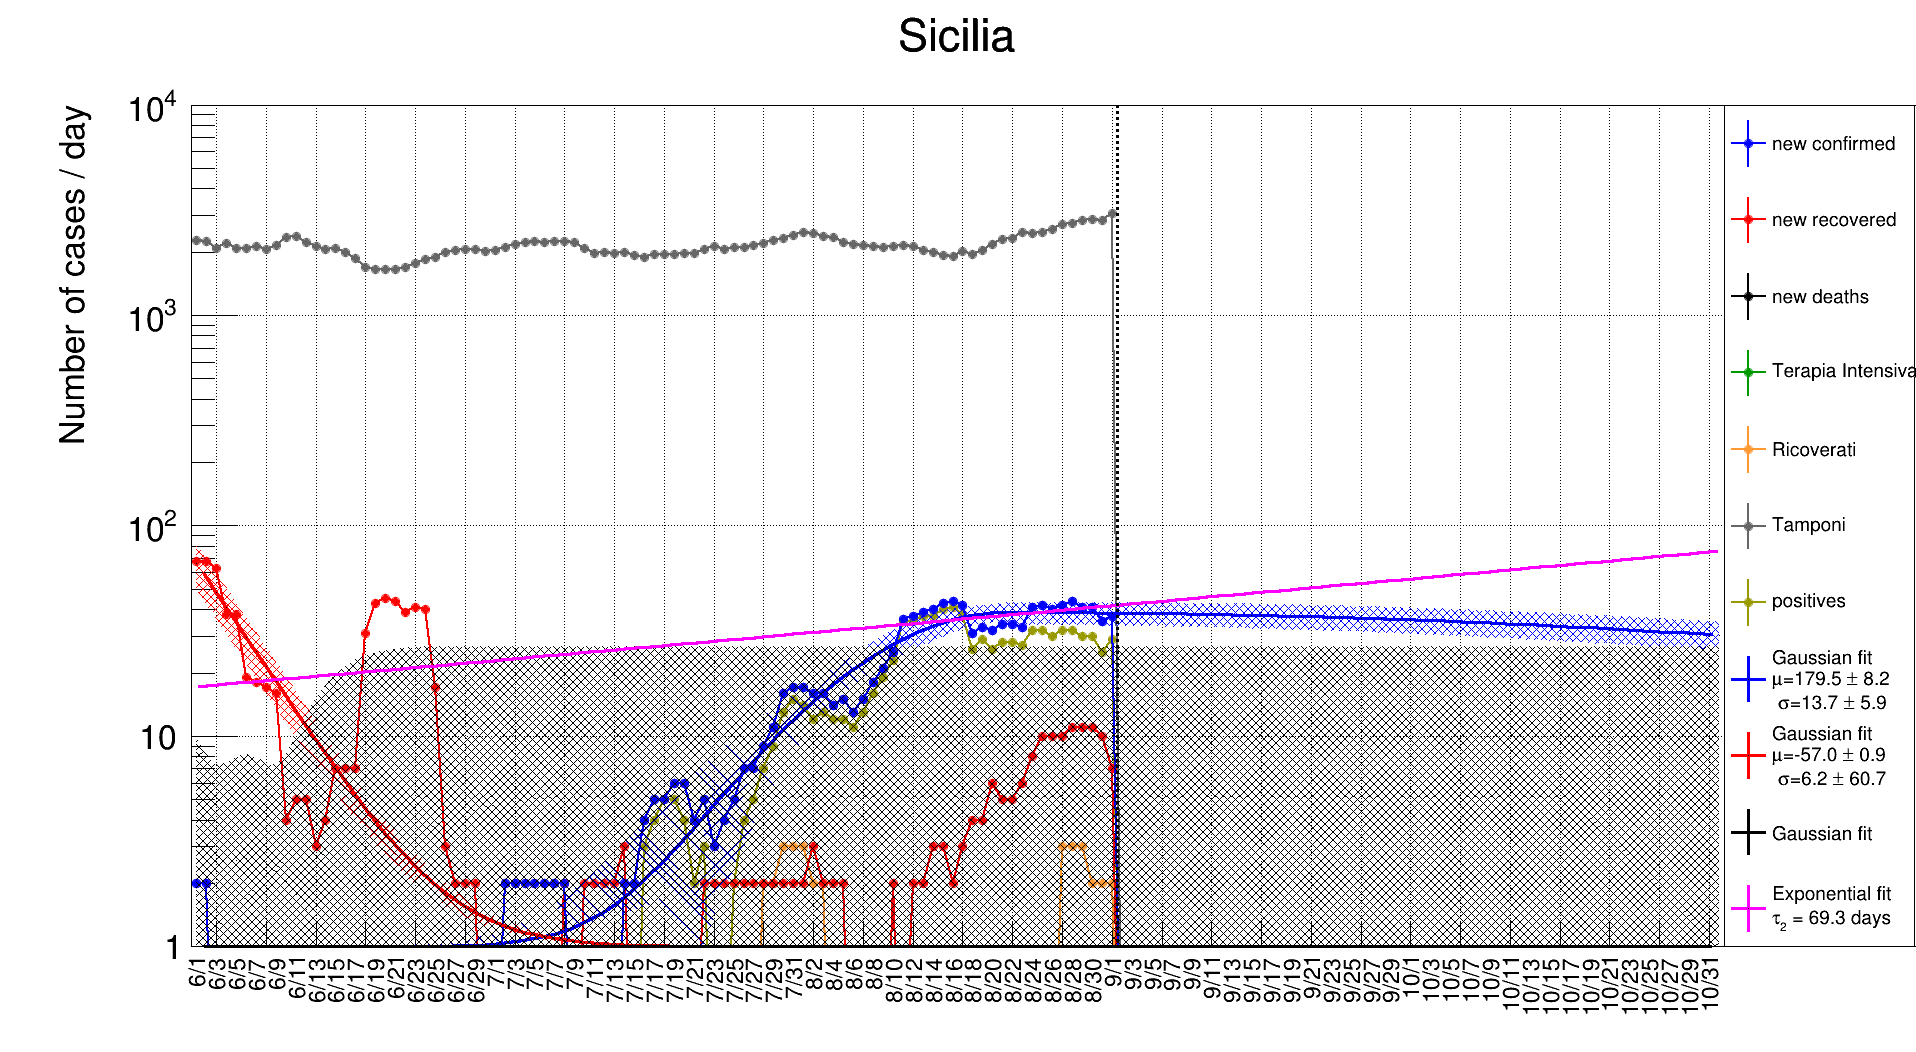 Sicilia
Number of cases / day
10^4
10^3
10^2
10
1
6/1 6/3 6/5 6/7 6/9 6/11 6/13 6/15 6/17 6/19 6/21 6/23 6/25 6/27 6/29 7/1 7/3 7/5 7/7 7/9 7/11 7/13 7/15 7/17 7/19 7/21 7/23 7/25 7/27 7/29 7/31 8/2 8/4 8/6 8/8 8/10 8/12 8/14 8/16 8/18 8/20 8/22 8/24 8/26 8/28 8/30 9/1 9/3 9/5 9/7 9/9 9/11 9/13 9/15 9/17 9/19 9/21 9/23 9/25 9/27 9/29 10/1 10/3 10/5 10/7 10/9 10/11 10/13 10/15 10/17 10/19 10/21 10/23 10/25 10/27 10/29 10/31
new confirmed
new recovered
new deaths
Terapia Intensiva
Ricoverati
Tamponi
positives
Gaussian fit
μ=179.5 ± 8.2
σ=13.7 ± 5.9
Gaussian fit
μ=-57.0 ± 0.9
σ=6.2 ± 60.7
Gaussian fit
Exponential fit
τ₂ = 69.3 days